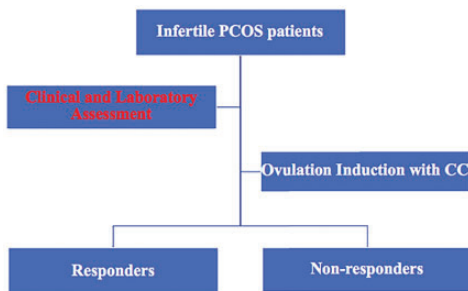 Infertile PCOS patients
Clinical and Laboratory
Assessment
Ovulation Induction with CC
Responders
Non-responders